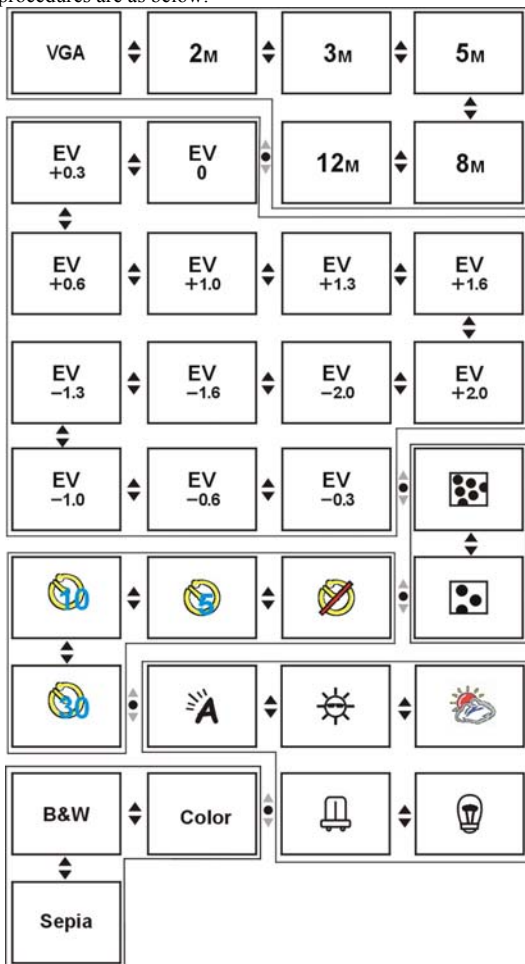 procedures are as below:
VGA 2M 3M 5M
EV +0.3 EV 0 12M 8M
EV +0.6 EV +1.0 EV +1.3 EV +1.6
EV −1.3 EV −1.6 EV −2.0 EV +2.0
EV −1.0 EV −0.6 EV −0.3
10 5
30 A
B&W Color
Sepia